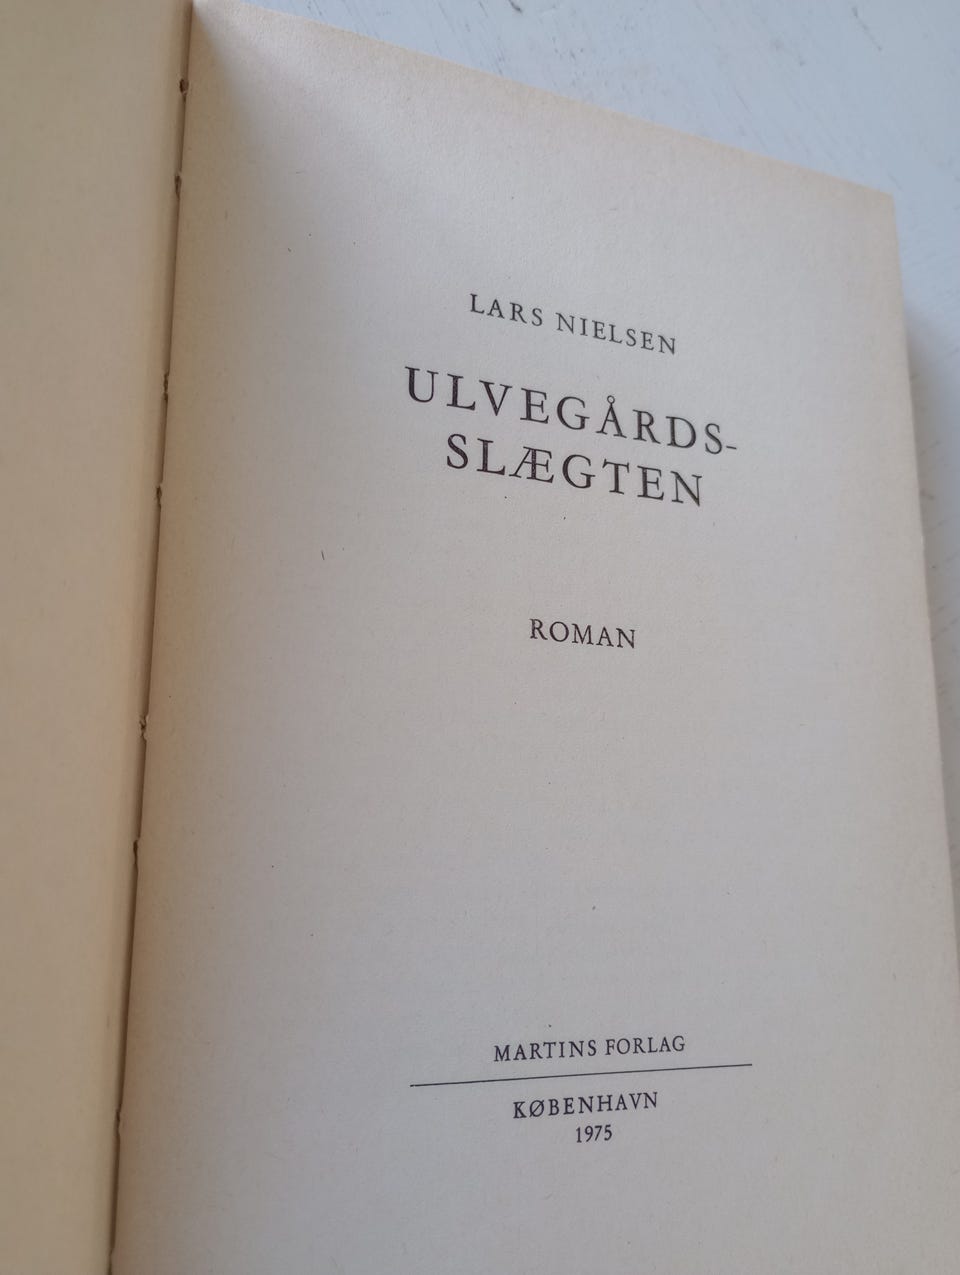 LARS NIELSEN
ULVEGÅRDS-
SLÆGTEN
ROMAN
MARTINS FORLAG
KØBENHAVN
1975